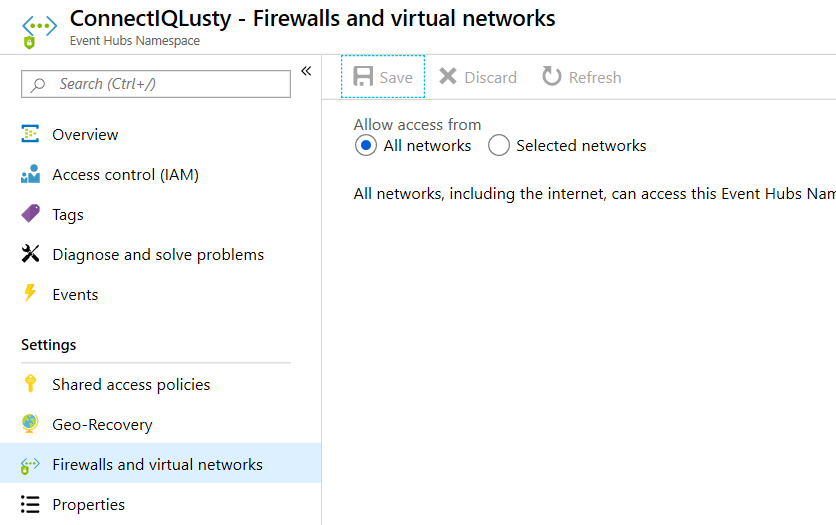 ConnectIQLusty - Firewalls and virtual networks
Event Hubs Namespace
Search (Ctrl+/)
«
Overview
Access control (IAM)
Tags
Diagnose and solve problems
Events
Settings
Shared access policies
Geo-Recovery
Firewalls and virtual networks
Properties
Save Discard Refresh
Allow access from
All networks Selected networks
All networks, including the internet, can access this Event Hubs Nam